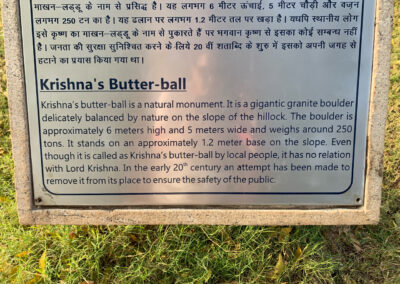 माखन-लड्डू के नाम से प्रसिद्ध है। यह लगभग 6 मीटर ऊंचाई, 5 मीटर चौड़ी और वजन
लगभग 250 टन का है। यह ढलान पर लगभग 1.2 मीटर तल पर खड़ा है। यद्यपि स्थानीय लोग
इसे कृष्ण का माखन-लड्डू के नाम से पुकारते हैं पर भगवान कृष्ण से इसका कोई सम्बन्ध नहीं
है। जनता की सुरक्षा सुनिश्चित करने के लिये 20 वीं शताब्दि के शुरु में इसको अपनी जगह से
हटाने का प्रयास किया गया था।
Krishna's Butter-ball
Krishna's butter-ball is a natural monument. It is a gigantic granite boulder
delicately balanced by nature on the slope of the hillock. The boulder is
approximately 6 meters high and 5 meters wide and weighs around 250
tons. It stands on an approximately 1.2 meter base on the slope. Even
though it is called as Krishna's butter-ball by local people, it has no relation
with Lord Krishna. In the early 20th century an attempt has been made to
remove it from its place to ensure the safety of the public.